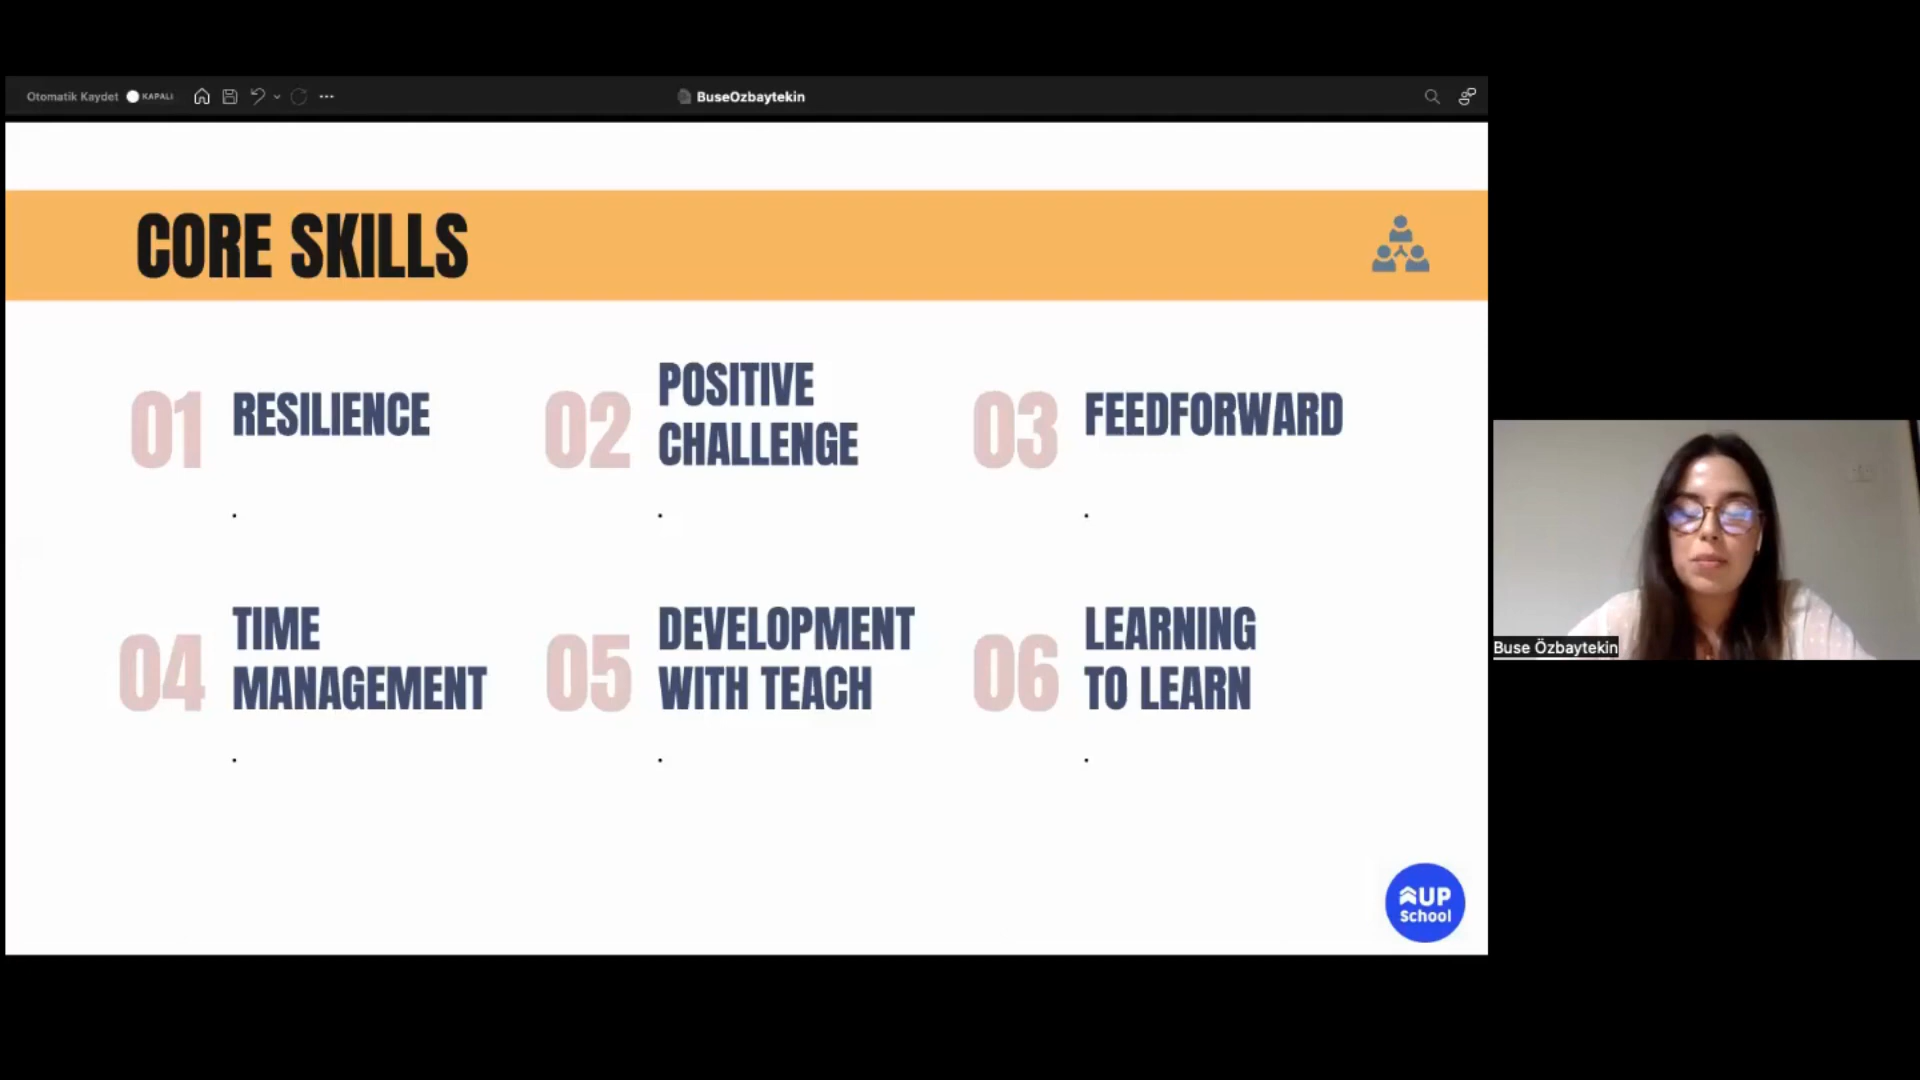 Otomatik Kaydet KAPALI ... BuseOzbaytekin
CORE SKILLS
01 RESILIENCE
02 POSITIVE
CHALLENGE
03 FEEDFORWARD
.
.
.
04 TIME
MANAGEMENT
05 DEVELOPMENT
WITH TEACH
06 LEARNING
TO LEARN
.
.
.
UP
School
Buse Özbaytekin